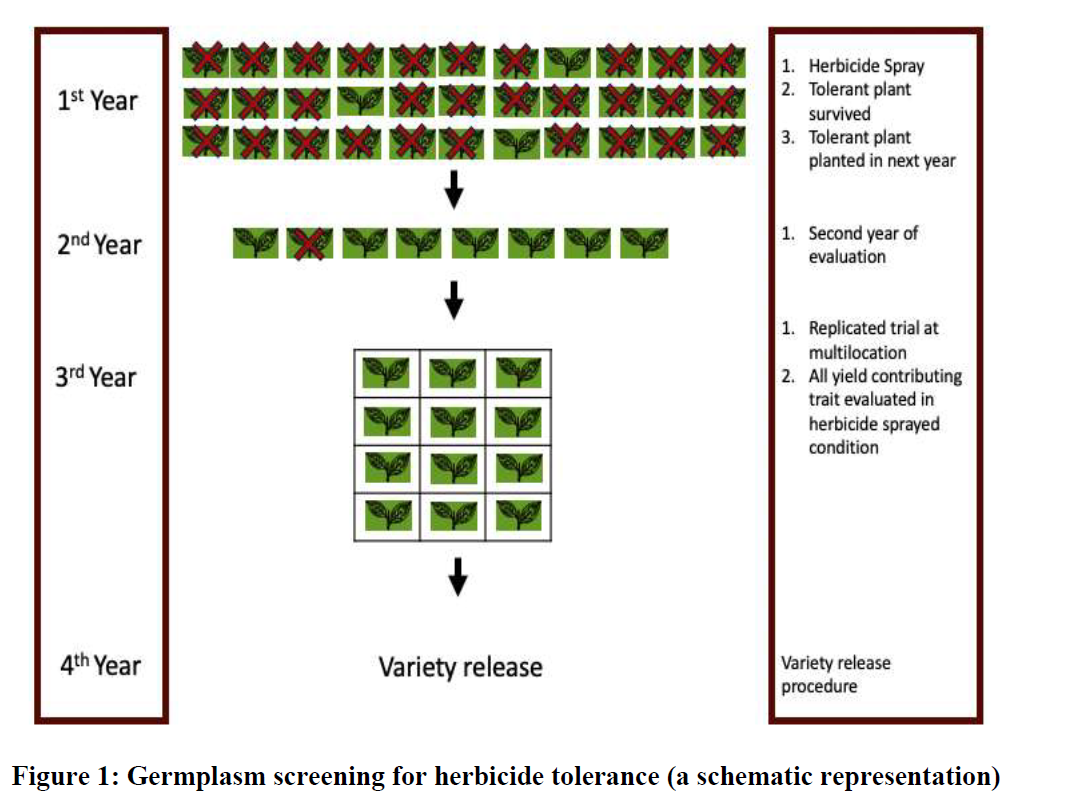 1st Year
1. Herbicide Spray
2. Tolerant plant
survived
3. Tolerant plant
planted in next year
2nd Year
1. Second year of
evaluation
3rd Year
1. Replicated trial at
multilocation
2. All yield contributing
trait evaluated in
herbicide sprayed
condition
4th Year
Variety release
Variety release
procedure
Figure 1: Germplasm screening for herbicide tolerance (a schematic representation)